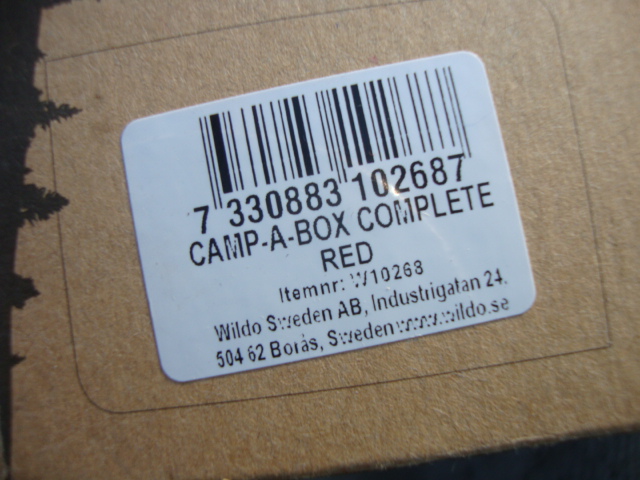 7 330883 102687
CAMP-A-BOX COMPLETE
RED
Itemnr: W10268
Wildo Sweden AB, Industrigatan 24.
504 62 Borås, Sweden www.wildo.se